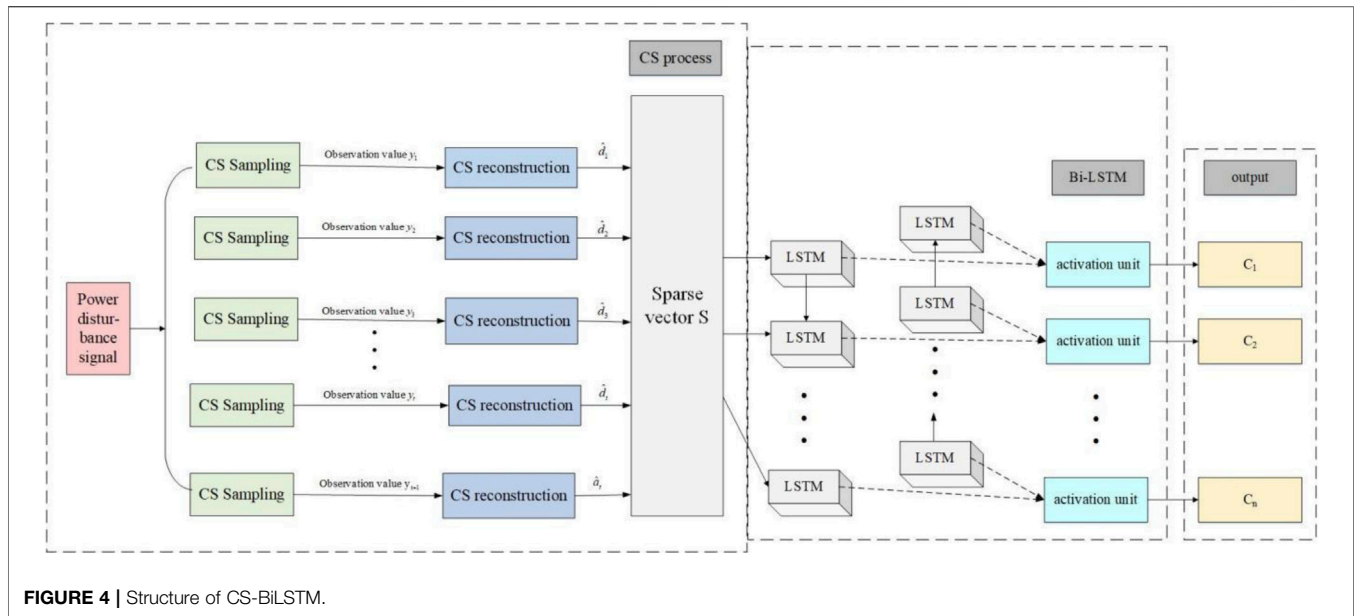 CS process
Bi-LSTM
output
Power
distur-
bance
signal
CS Sampling
Observation value y₁
CS reconstruction
d̂₁
CS Sampling
Observation value y₂
CS reconstruction
d̂₂
CS Sampling
Observation value y₃
CS reconstruction
d̂₃
CS Sampling
Observation value yₜ
CS reconstruction
d̂ₜ
CS Sampling
Observation value yₜ₊₁
CS reconstruction
âₜ
Sparse
vector S
LSTM
LSTM
LSTM
LSTM
LSTM
LSTM
activation unit
activation unit
activation unit
C₁
C₂
Cₙ
FIGURE 4 | Structure of CS-BiLSTM.